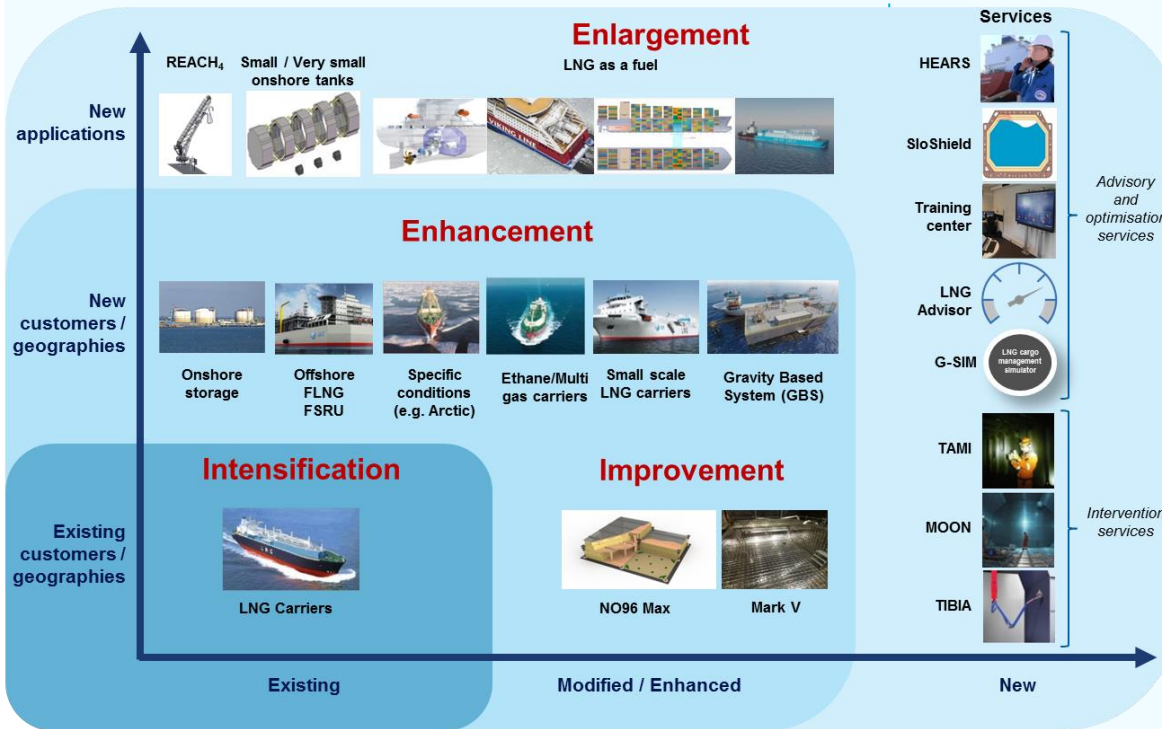 Enlargement
Services
REACH₄
Small / Very small
onshore tanks
LNG as a fuel
HEARS
New
applications
VIKING LINE
SloShield
Training
center
Advisory
and
optimisation
services
Enhancement
New
customers /
geographies
LNG
Advisor
G-SIM
LNG cargo
management
simulator
Onshore
storage
Offshore
FLNG
FSRU
Specific
conditions
(e.g. Arctic)
Ethane/Multi
gas carriers
Small scale
LNG carriers
Gravity Based
System (GBS)
Intensification
Improvement
TAMI
Existing
customers /
geographies
LNG
MOON
Intervention
services
LNG Carriers
NO96 Max
Mark V
TIBIA
Existing
Modified / Enhanced
New